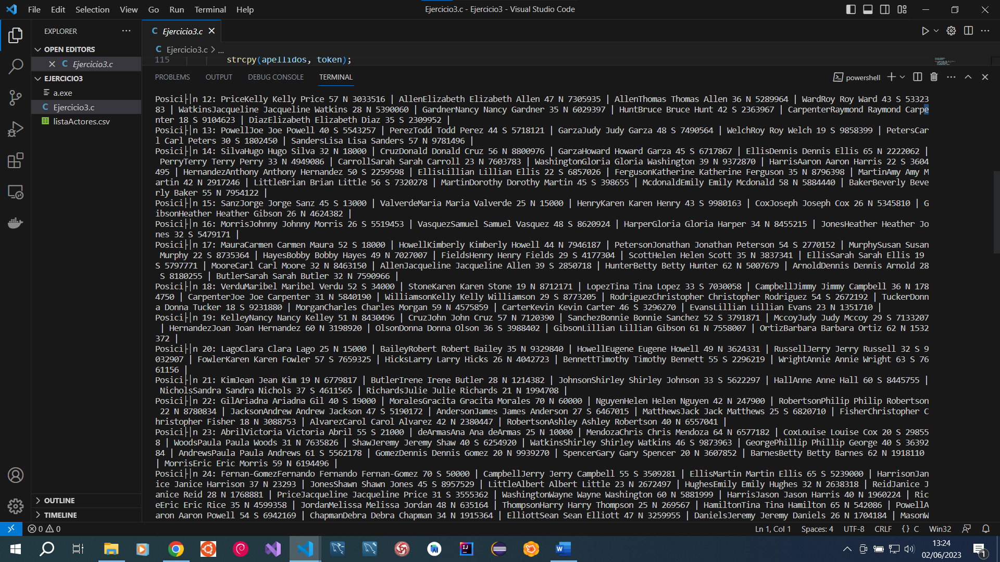 File Edit Selection View Go Run Terminal Help
Ejercicio3.c - Ejercicio3 - Visual Studio Code
EXPLORER
OPEN EDITORS
Ejercicio3.c
EJERCICIO3
a.exe
Ejercicio3.c
listaActores.csv
OUTLINE
TIMELINE
C Ejercicio3.c
C Ejercicio3.c > ...
115 strcpy(apellidos, token);
PROBLEMS OUTPUT DEBUG CONSOLE TERMINAL
powershell
Posici├│n 12: PriceKelly Kelly Price 57 N 3033516 | AllenElizabeth Elizabeth Allen 47 N 7305935 | AllenThomas Thomas Allen 36 N 5289964 | WardRoy Roy Ward 43 S 53323
83 | WatkinsJacqueline Jacqueline Watkins 28 N 5390060 | GardnerNancy Nancy Gardner 35 N 6029397 | HuntBruce Bruce Hunt 42 S 2363967 | CarpenterRaymond Raymond Carpe
nter 18 S 9104623 | DiazElizabeth Elizabeth Diaz 35 S 2309952 |
Posici├│n 13: PowellJoe Joe Powell 40 S 5543257 | PerezTodd Todd Perez 44 S 5718121 | GarzaJudy Judy Garza 48 S 7490564 | WelchRoy Roy Welch 19 S 9858399 | PetersCar
l Carl Peters 30 S 1802450 | SandersLisa Lisa Sanders 57 N 9781496 |
Posici├│n 14: SilvaHugo Hugo Silva 32 N 18000 | CruzDonald Donald Cruz 56 N 8800976 | GarzaHoward Howard Garza 45 S 6717867 | EllisDennis Dennis Ellis 65 N 2222062 |
PerryTerry Terry Perry 33 N 4949086 | CarrollSarah Sarah Carroll 23 N 7603783 | WashingtonGloria Gloria Washington 39 N 9372870 | HarrisAaron Aaron Harris 22 S 3604
495 | HernandezAnthony Anthony Hernandez 50 S 2259598 | EllisLillian Lillian Ellis 22 S 6857026 | FergusonKatherine Katherine Ferguson 35 N 8796398 | MartinAmy Amy M
artin 42 N 2917246 | LittleBrian Brian Little 56 S 7320278 | MartinDorothy Dorothy Martin 45 S 398655 | McdonaldEmily Emily Mcdonald 58 N 5884440 | BakerBeverly Beve
rly Baker 55 N 7954122 |
Posici├│n 15: SanzJorge Jorge Sanz 45 S 13000 | ValverdeMaria Maria Valverde 25 N 15000 | HenryKaren Karen Henry 43 S 9980163 | CoxJoseph Joseph Cox 26 N 5345810 | G
ibsonHeather Heather Gibson 26 N 4624382 |
Posici├│n 16: MorrisJohnny Johnny Morris 26 S 5519453 | VasquezSamuel Samuel Vasquez 48 S 8620924 | HarperGloria Gloria Harper 34 N 8455215 | JonesHeather Heather Jo
nes 32 S 5479171 |
Posici├│n 17: MauraCarmen Carmen Maura 52 S 18000 | HowellKimberly Kimberly Howell 44 N 7946187 | PetersonJonathan Jonathan Peterson 54 S 2770152 | MurphySusan Susan
Murphy 22 S 8735364 | HayesBobby Bobby Hayes 49 N 7027007 | FieldsHenry Henry Fields 29 S 4177304 | ScottHelen Helen Scott 35 N 3837341 | EllisSarah Sarah Ellis 19
S 5797771 | MooreCarl Carl Moore 32 N 8463150 | AllenJacqueline Jacqueline Allen 39 S 2850718 | HunterBetty Betty Hunter 62 N 5007679 | ArnoldDennis Dennis Arnold 28
S 8180255 | ButlerSarah Sarah Butler 32 N 7590966 |
Posici├│n 18: VerduMaribel Maribel Verdu 52 S 34000 | StoneKaren Karen Stone 19 N 8712171 | LopezTina Tina Lopez 33 S 7030058 | CampbellJimmy Jimmy Campbell 36 N 178
4750 | CarpenterJoe Joe Carpenter 31 N 5840190 | WilliamsonKelly Kelly Williamson 29 S 8773205 | RodriguezChristopher Christopher Rodriguez 54 S 2672192 | TuckerDonn
a Donna Tucker 18 S 9231880 | MorganCharles Charles Morgan 59 N 4575859 | CarterKevin Kevin Carter 46 S 3296270 | EvansLillian Lillian Evans 23 N 1351710 |
Posici├│n 19: KelleyNancy Nancy Kelley 51 N 8430496 | CruzJohn John Cruz 57 N 7120390 | SanchezBonnie Bonnie Sanchez 52 S 3791871 | MccoyJudy Judy Mccoy 29 S 7133207
| HernandezJoan Joan Hernandez 60 N 3198920 | OlsonDonna Donna Olson 36 S 3988402 | GibsonLillian Lillian Gibson 61 N 7558007 | OrtizBarbara Barbara Ortiz 62 N 1532
372 |
Posici├│n 20: LagoClara Clara Lago 25 N 15000 | BaileyRobert Robert Bailey 35 N 9329840 | HowellEugene Eugene Howell 49 N 3624331 | RussellJerry Jerry Russell 32 S 9
032907 | FowlerKaren Karen Fowler 57 S 7659325 | HicksLarry Larry Hicks 26 N 4042723 | BennettTimothy Timothy Bennett 55 S 2296219 | WrightAnnie Annie Wright 63 S 76
61156 |
Posici├│n 21: KimJean Jean Kim 19 N 6779817 | ButlerIrene Irene Butler 28 N 1214382 | JohnsonShirley Shirley Johnson 33 S 5622297 | HallAnne Anne Hall 60 S 8445755 |
NicholsSandra Sandra Nichols 37 S 4611565 | RichardsJulie Julie Richards 21 N 1994708 |
Posici├│n 22: GilAriadna Ariadna Gil 40 S 19000 | MoralesGracita Gracita Morales 70 N 60000 | NguyenHelen Helen Nguyen 42 N 247900 | RobertsonPhilip Philip Robertson
22 N 8780834 | JacksonAndrew Andrew Jackson 47 S 5190172 | AndersonJames James Anderson 27 S 6467015 | MatthewsJack Jack Matthews 25 S 6820710 | FisherChristopher C
hristopher Fisher 18 N 3088753 | AlvarezCarol Carol Alvarez 42 N 2380447 | RobertsonAshley Ashley Robertson 40 N 6557041 |
Posici├│n 23: AbrilVictoria Victoria Abril 55 S 21000 | deArmasAna Ana deArmas 25 N 10000 | MendozaChris Chris Mendoza 64 N 6577182 | CoxLouise Louise Cox 20 S 29855
8 | WoodsPaula Paula Woods 31 N 7635826 | ShawJeremy Jeremy Shaw 40 S 6254920 | WatkinsShirley Shirley Watkins 46 S 9873963 | GeorgePhillip Phillip George 40 S 36392
84 | AndrewsPaula Paula Andrews 61 S 5562178 | GomezDennis Dennis Gomez 20 N 9939270 | SpencerGary Gary Spencer 20 N 3607852 | BarnesBetty Betty Barnes 62 N 1918110
| MorrisEric Eric Morris 59 N 6194496 |
Posici├│n 24: Fernan-GomezFernando Fernando Fernan-Gomez 70 S 50000 | CampbellJerry Jerry Campbell 55 S 3509281 | EllisMartin Martin Ellis 65 S 5239000 | HarrisonJan
ice Janice Harrison 37 N 23293 | JonesShawn Shawn Jones 45 S 8957529 | LittleAlbert Albert Little 23 N 2672497 | HughesEmily Emily Hughes 32 N 2638318 | ReidJanice J
anice Reid 28 N 1768881 | PriceJacqueline Jacqueline Price 31 S 3555362 | WashingtonWayne Wayne Washington 60 N 5881999 | HarrisJason Jason Harris 40 N 1960224 | Ric
eEric Eric Rice 35 N 4599358 | JordanMelissa Melissa Jordan 48 N 635164 | ThompsonHarry Harry Thompson 25 N 269567 | HamiltonTina Tina Hamilton 65 N 542086 | PowellA
aron Aaron Powell 54 S 6942169 | ChapmanDebra Debra Chapman 34 N 1915364 | ElliottSean Sean Elliott 47 N 3259955 | DanielsJeremy Jeremy Daniels 26 N 1704184 | MasonW
0 0
Ln 1, Col 1 Spaces: 4 UTF-8 CRLF {} C Win32
13:24
02/06/2023
1